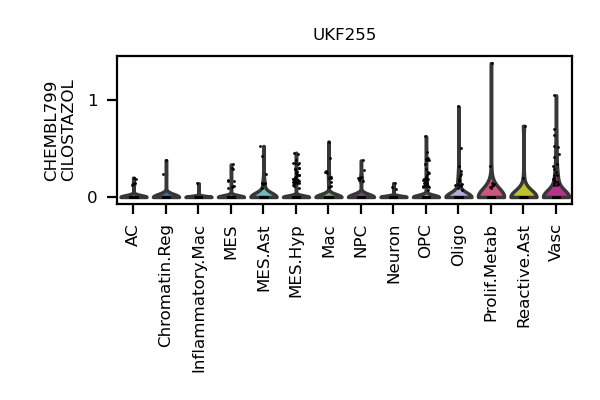 UKF255
CHEMBL799
CILOSTAZOL
1
0
AC
Chromatin.Reg
Inflammatory.Mac
MES
MES.Ast
MES.Hyp
Mac
NPC
Neuron
OPC
Oligo
Prolif.Metab
Reactive.Ast
Vasc